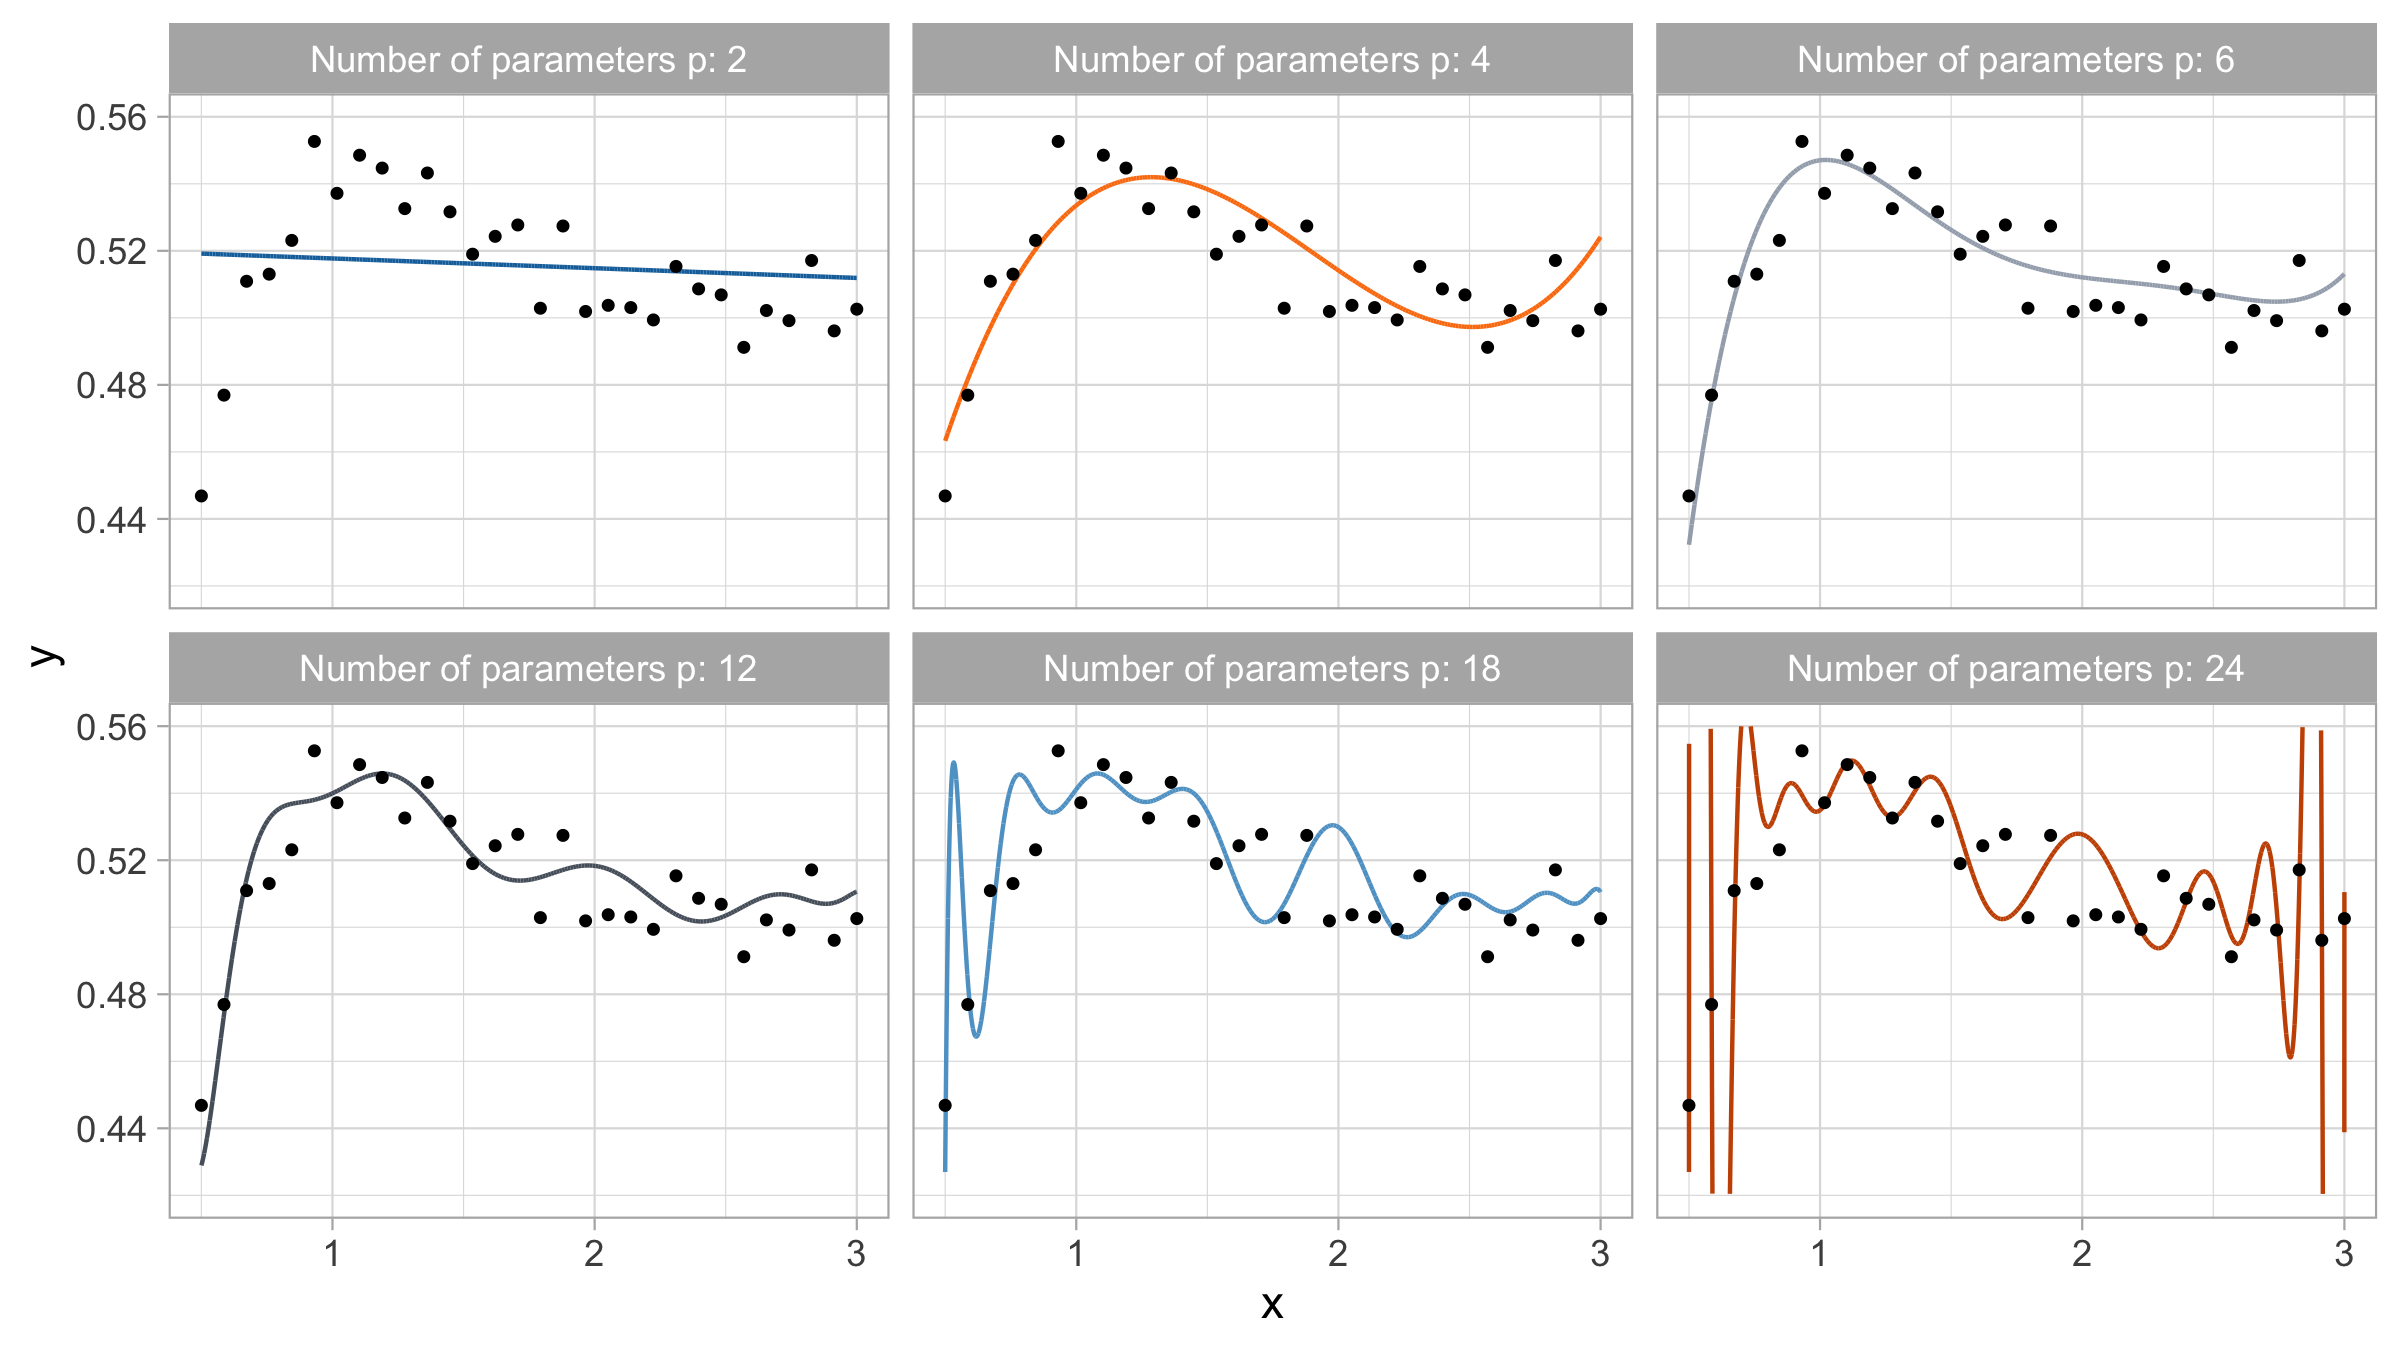 Number of parameters p: 2
Number of parameters p: 4
Number of parameters p: 6
0.56
0.52
0.48
0.44
y
Number of parameters p: 12
Number of parameters p: 18
Number of parameters p: 24
0.56
0.52
0.48
0.44
1 2 3
1 2 3
1 2 3
x